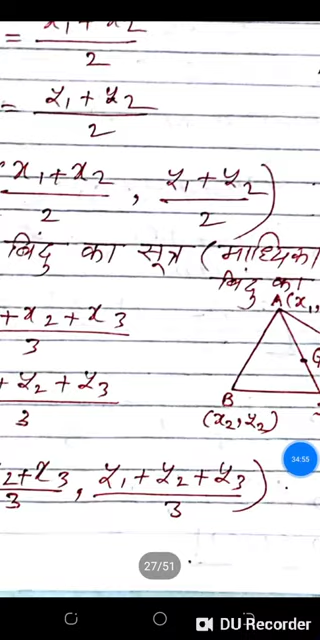 = x₁ + x₂ / 2
= y₁ + y₂ / 2
x₁ + x₂ / 2 , y₁ + y₂ / 2 )
बिंदु का सूत्र ( माध्यिका
बिंदु का
A(x₁,
+ x₂ + x₃ / 3
G
+ y₂ + y₃ / 3
B
(x₂, y₂)
34:55
₂ + x₃ / 3 , y₁ + y₂ + y₃ / 3 ) .
27/51
DU Recorder